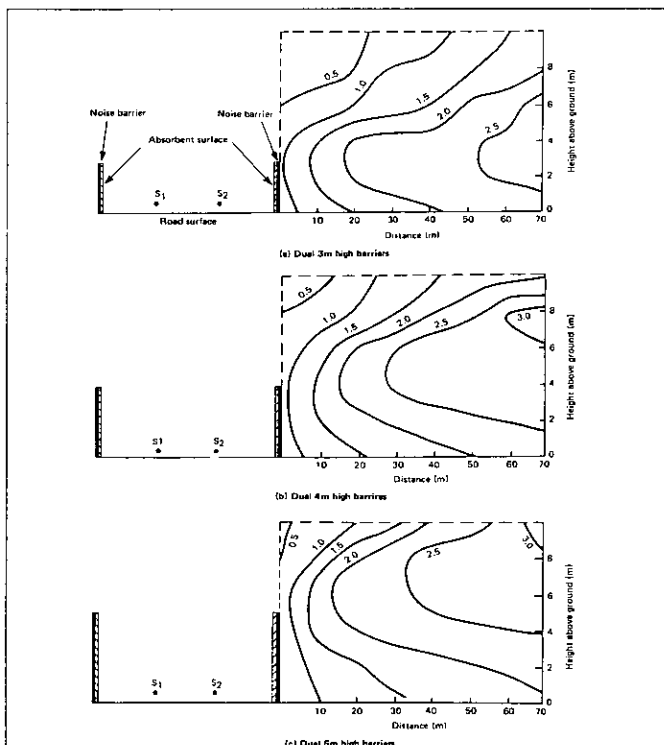 0.5
1.0
1.5
2.0
2.5
8
6
4
2
0
Height above ground (m)
Noise barrier
Noise barrier
Absorbent surface
S1
S2
Road surface
10 20 30 40 50 60 70
Distance (m)
(a) Dual 3m high barriers
0.5
1.0
1.5
2.0
2.5
3.0
8
6
4
2
0
Height above ground (m)
S1
S2
10 20 30 40 50 60 70
Distance (m)
(b) Dual 4m high barrires
0.5
1.0
1.5
2.0
2.5
3.0
8
6
4
2
0
Height above ground (m)
S1
S2
10 20 30 40 50 60 70
Distance (m)
(c) Dual 5m high barriers